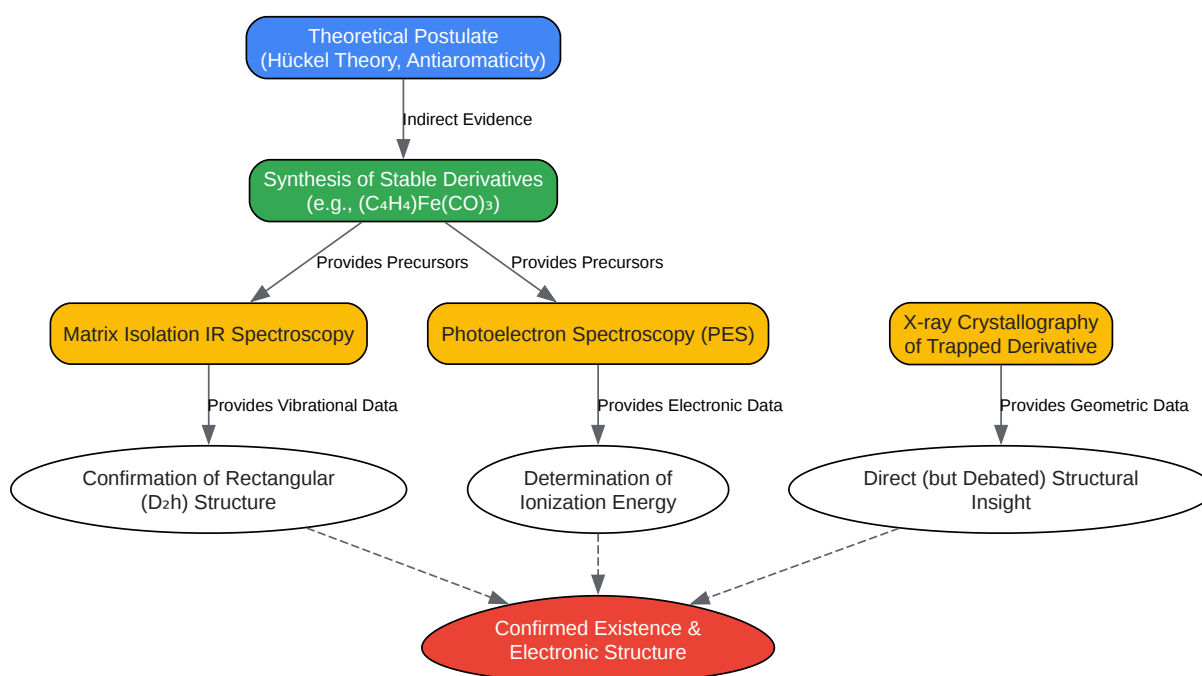 Theoretical Postulate
(Hückel Theory, Antiaromaticity)
Indirect Evidence
Synthesis of Stable Derivatives
(e.g., (C₄H₄)Fe(CO)₃)
Provides Precursors
Provides Precursors
Matrix Isolation IR Spectroscopy
Photoelectron Spectroscopy (PES)
X-ray Crystallography
of Trapped Derivative
Provides Vibrational Data
Provides Electronic Data
Provides Geometric Data
Confirmation of Rectangular
(D₂h) Structure
Determination of
Ionization Energy
Direct (but Debated) Structural
Insight
Confirmed Existence &
Electronic Structure